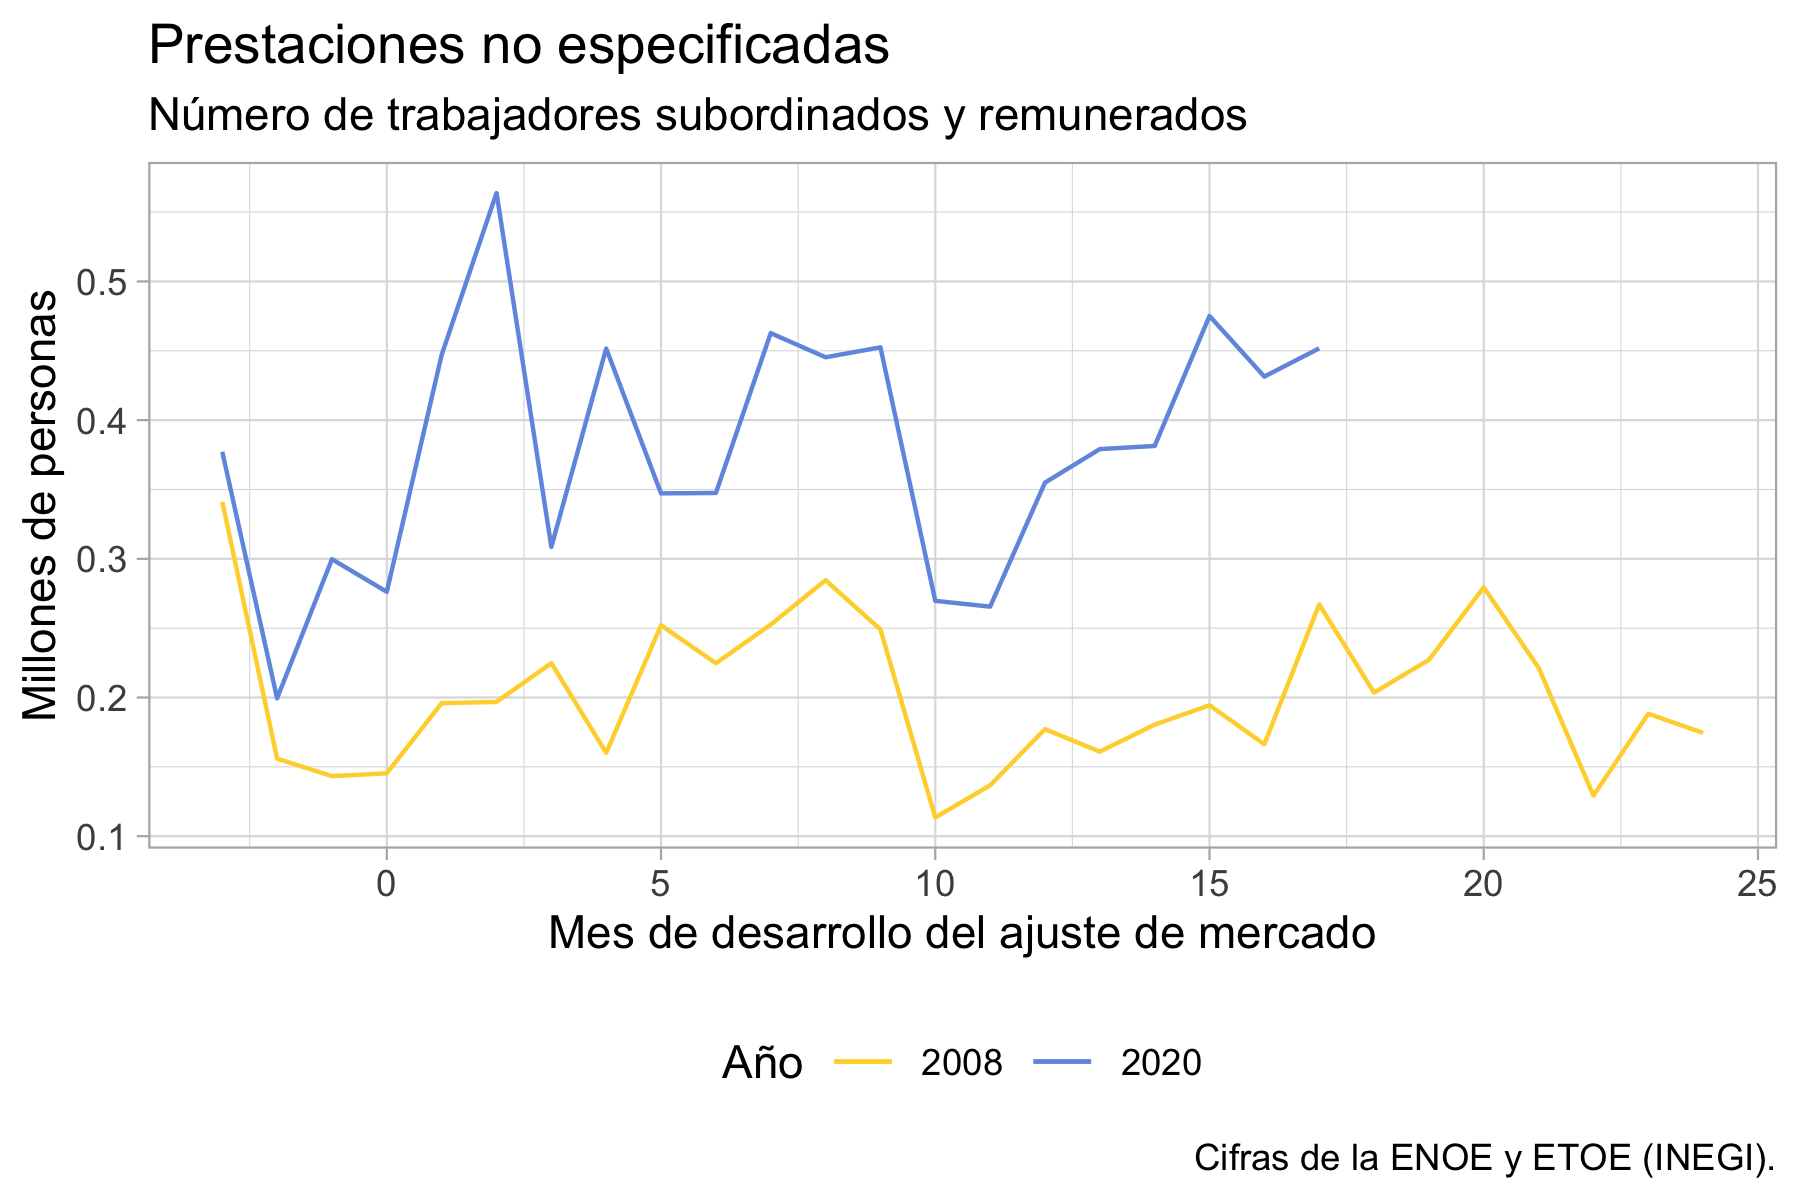 Prestaciones no especificadas
Número de trabajadores subordinados y remunerados
Millones de personas
0.5
0.4
0.3
0.2
0.1
0 5 10 15 20 25
Mes de desarrollo del ajuste de mercado
Año 2008 2020
Cifras de la ENOE y ETOE (INEGI).